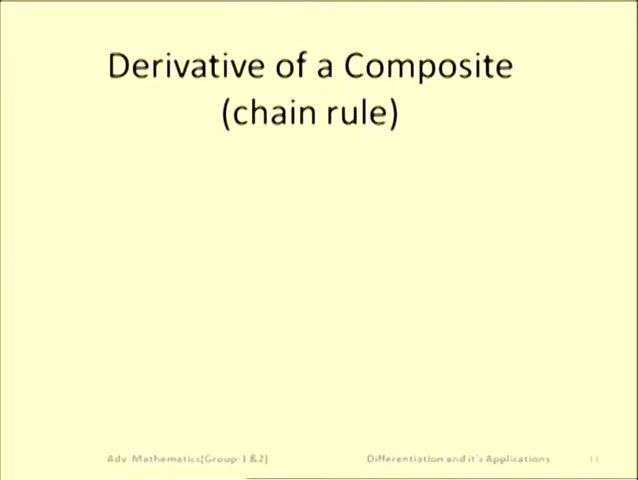 Derivative of a Composite
(chain rule)
Adv. Mathematics(Group-1&2) Differentiation and it's Applications 11